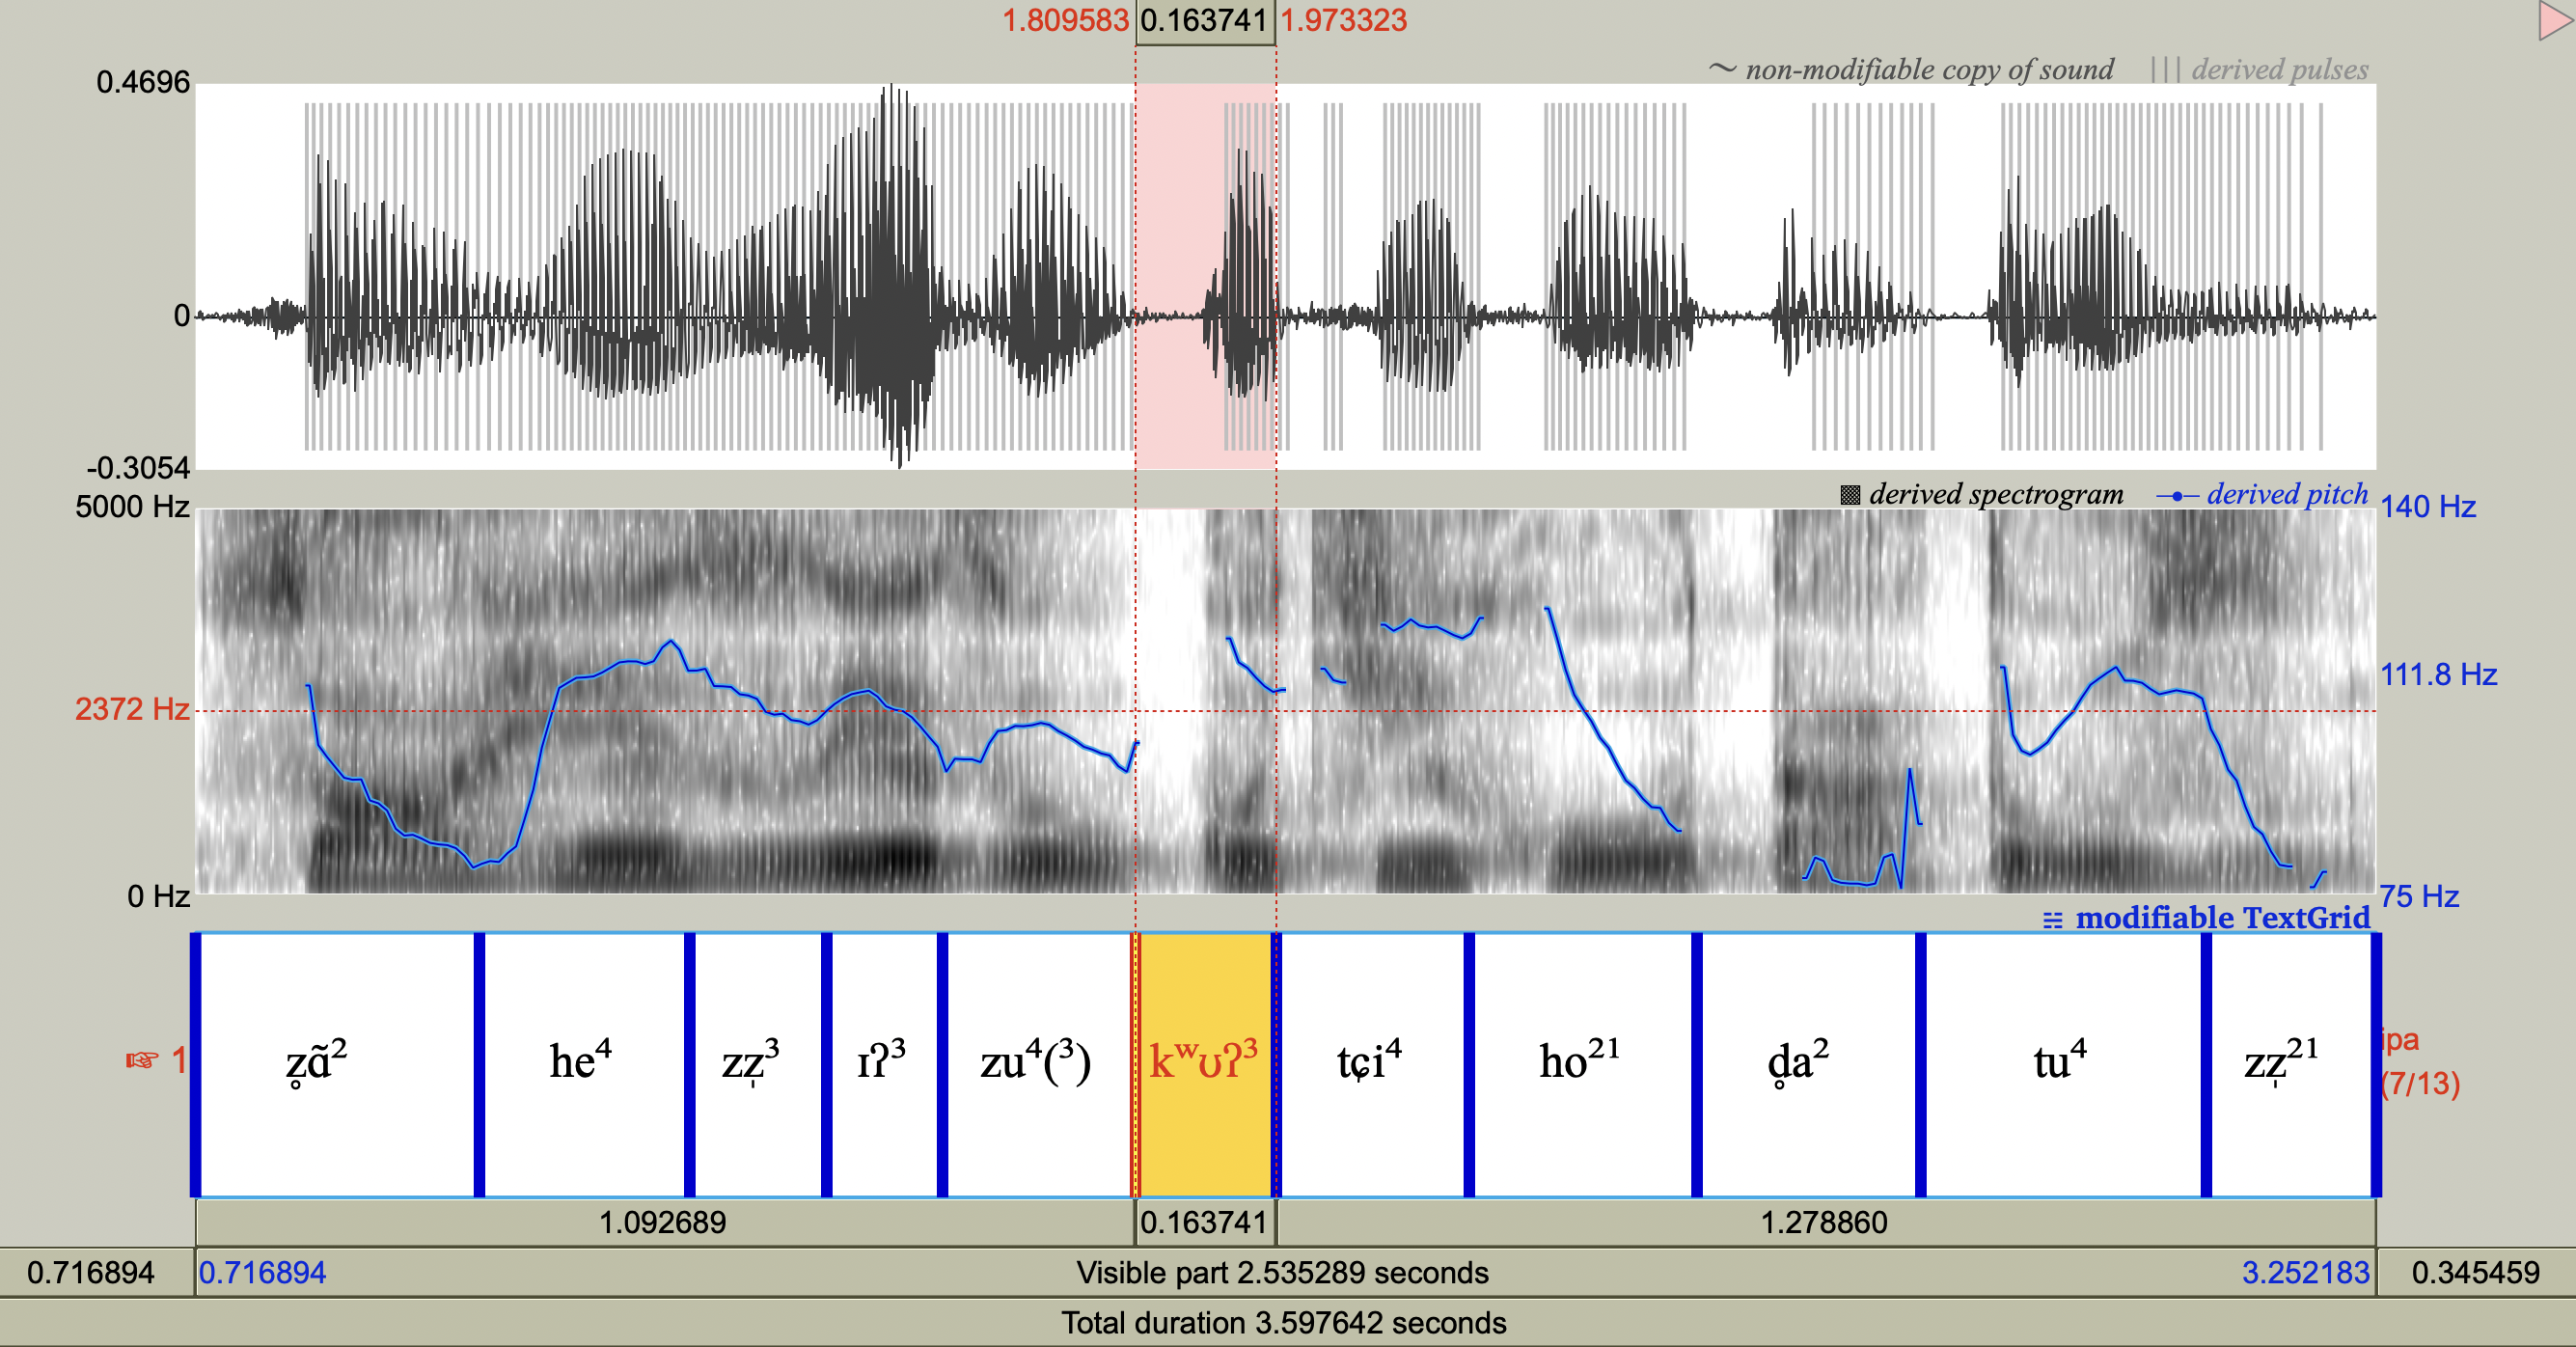 1.809583 0.163741 1.973323
~ non-modifiable copy of sound ||| derived pulses
0.4696
0
-0.3054
derived spectrogram derived pitch
5000 Hz 140 Hz
111.8 Hz
2372 Hz
0 Hz 75 Hz
☵ modifiable TextGrid
☞ 1 z̥ɑ̃² he⁴ zz̩³ ɪʔ³ zu⁴(³) kʷʊʔ³ tɕi⁴ ho²¹ d̥a² tu⁴ zz̩²¹ ipa
(7/13)
1.092689 0.163741 1.278860
0.716894 0.716894 Visible part 2.535289 seconds 3.252183 0.345459
Total duration 3.597642 seconds